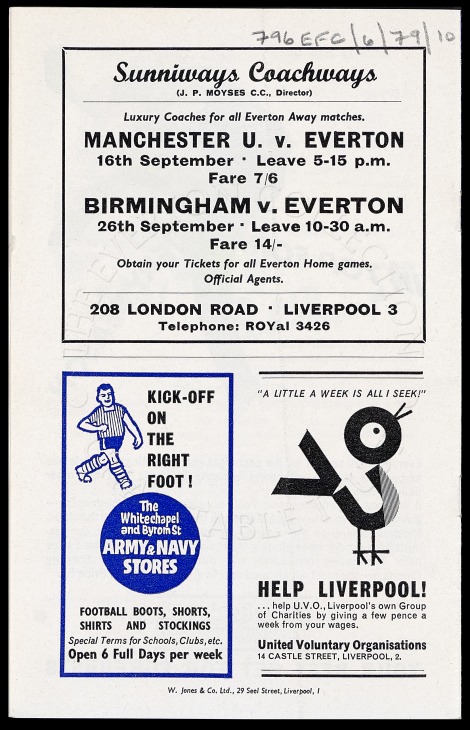 796 EFC/6/79/10
Sunniways Coachways
(J. P. MOYSES C.C., Director)
Luxury Coaches for all Everton Away matches.
MANCHESTER U. v. EVERTON
16th September · Leave 5-15 p.m.
Fare 7/6
BIRMINGHAM v. EVERTON
26th September · Leave 10-30 a.m.
Fare 14/-
Obtain your Tickets for all Everton Home games.
Official Agents.
208 LONDON ROAD · LIVERPOOL 3
Telephone: ROYal 3426
KICK-OFF
ON
THE
RIGHT
FOOT!
The
Whitechapel
and Byrom St
ARMY & NAVY
STORES
FOOTBALL BOOTS, SHORTS,
SHIRTS AND STOCKINGS
Special Terms for Schools, Clubs, etc.
Open 6 Full Days per week
"A LITTLE A WEEK IS ALL I SEEK!"
HELP LIVERPOOL!
... help U.V.O., Liverpool's own Group
of Charities by giving a few pence a
week from your wages.
United Voluntary Organisations
14 CASTLE STREET, LIVERPOOL, 2.
W. Jones & Co. Ltd., 29 Seel Street, Liverpool, 1